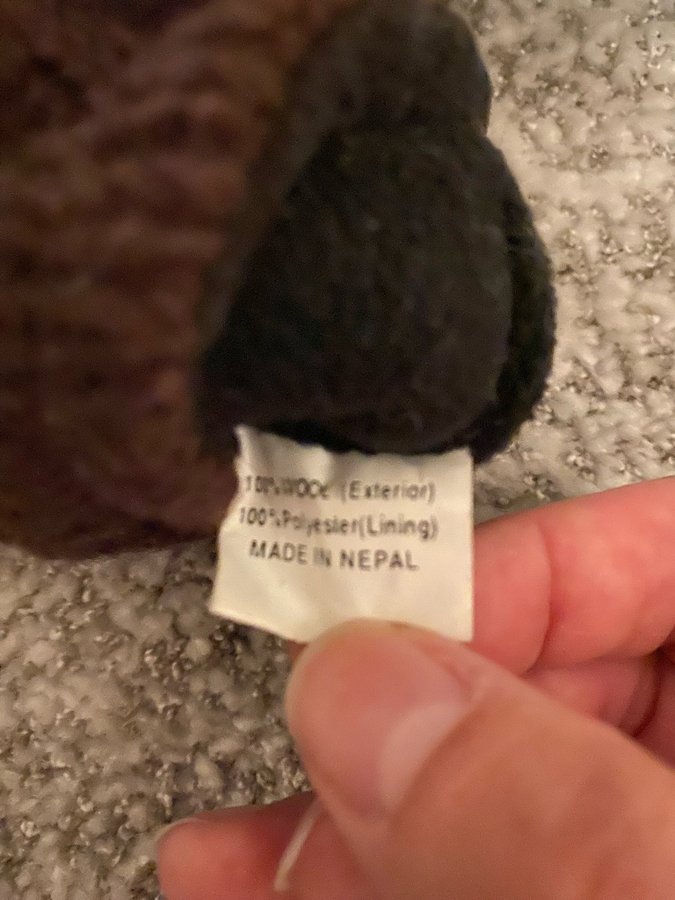 100% WOOL (Exterior)
100%Polyester(Lining)
MADE IN NEPAL